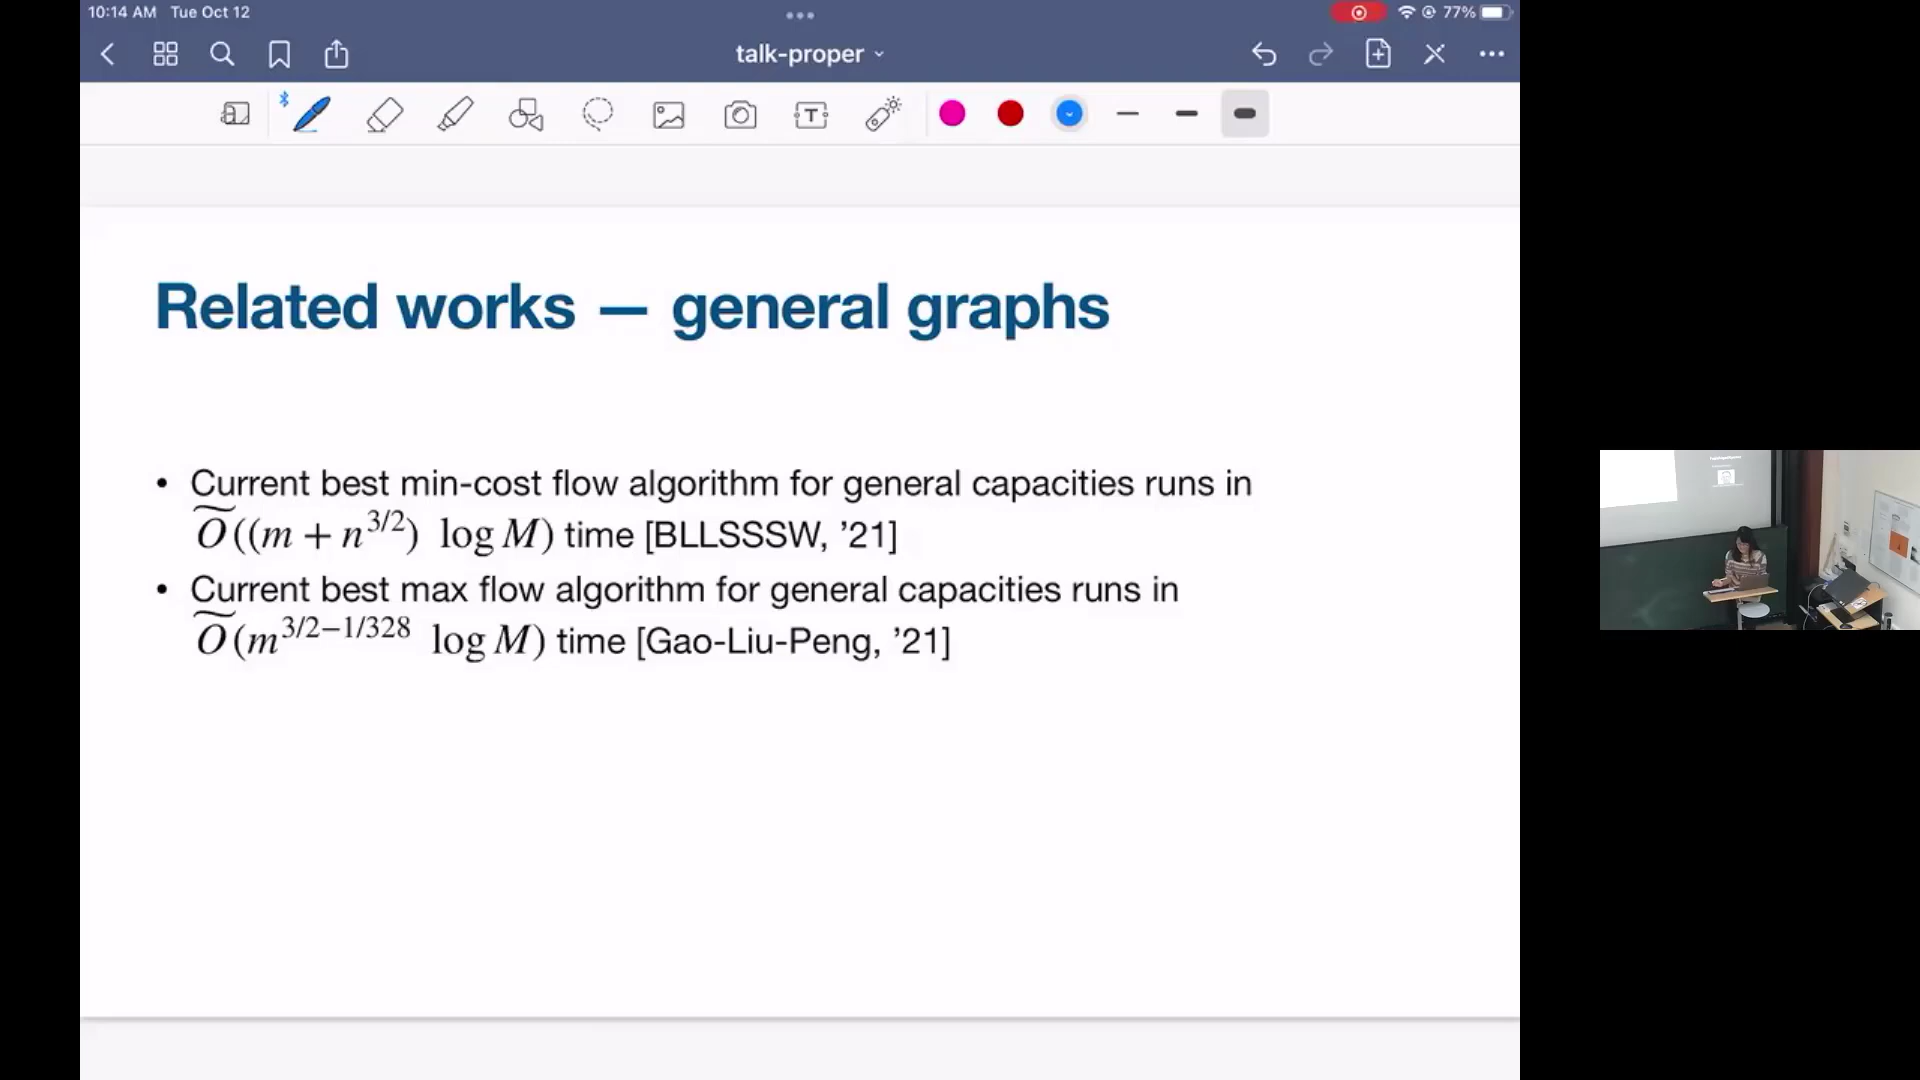 10:14 AM Tue Oct 12
77%
talk-proper
Related works — general graphs
• Current best min-cost flow algorithm for general capacities runs in
Õ((m + n^{3/2}) log M) time [BLLSSSW, ’21]
• Current best max flow algorithm for general capacities runs in
Õ(m^{3/2−1/328} log M) time [Gao-Liu-Peng, ’21]